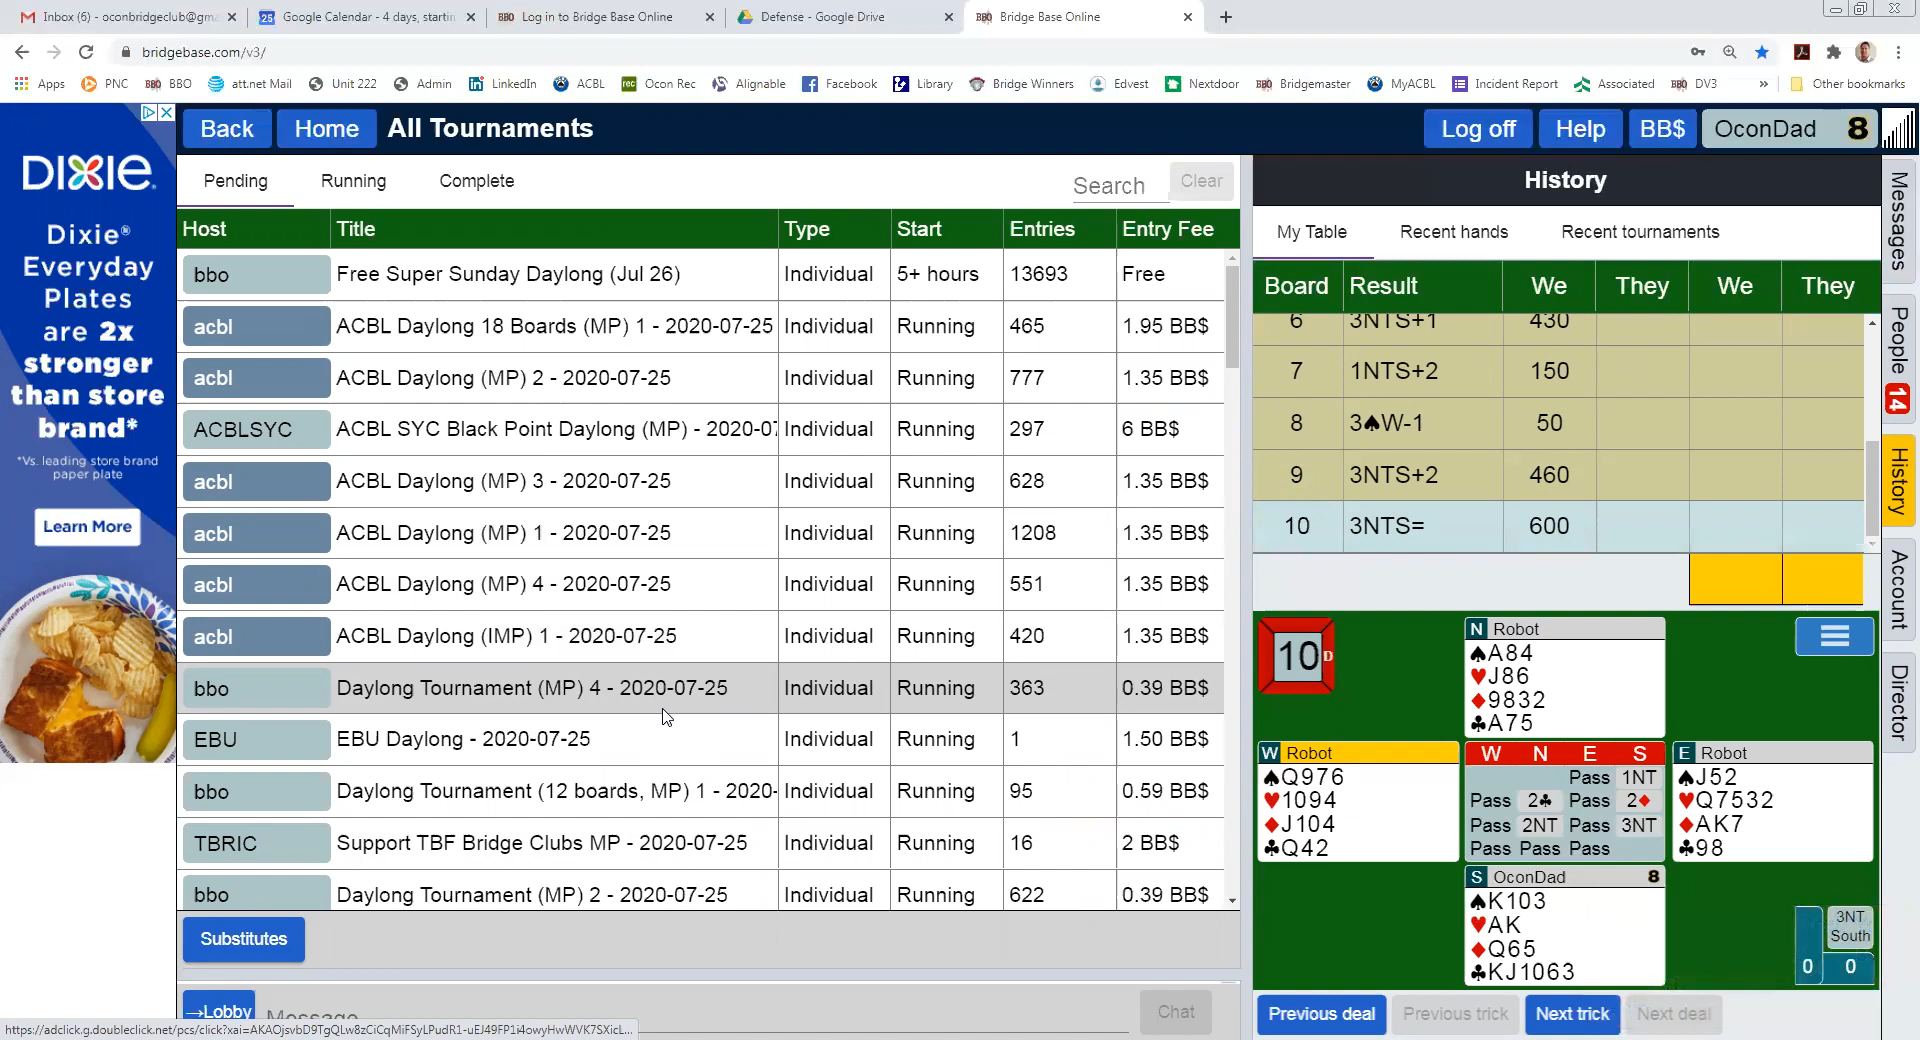 Inbox (6) - oconbridgeclub@gma
Google Calendar - 4 days, startin
Log in to Bridge Base Online
Defense - Google Drive
Bridge Base Online
bridgebase.com/v3/
Apps PNC BBO att.net Mail Unit 222 Admin LinkedIn ACBL Ocon Rec Alignable Facebook Library Bridge Winners Edvest Nextdoor Bridgemaster MyACBL Incident Report Associated DV3 » Other bookmarks
DIXIE
Dixie®
Everyday
Plates
are 2x
stronger
than store
brand*
*Vs. leading store brand
paper plate
Learn More
Back Home All Tournaments Log off Help BB$ OconDad 8
Pending Running Complete Search Clear
Host Title Type Start Entries Entry Fee
bbo Free Super Sunday Daylong (Jul 26) Individual 5+ hours 13693 Free
acbl ACBL Daylong 18 Boards (MP) 1 - 2020-07-25 Individual Running 465 1.95 BB$
acbl ACBL Daylong (MP) 2 - 2020-07-25 Individual Running 777 1.35 BB$
ACBLSYC ACBL SYC Black Point Daylong (MP) - 2020-07 Individual Running 297 6 BB$
acbl ACBL Daylong (MP) 3 - 2020-07-25 Individual Running 628 1.35 BB$
acbl ACBL Daylong (MP) 1 - 2020-07-25 Individual Running 1208 1.35 BB$
acbl ACBL Daylong (MP) 4 - 2020-07-25 Individual Running 551 1.35 BB$
acbl ACBL Daylong (IMP) 1 - 2020-07-25 Individual Running 420 1.35 BB$
bbo Daylong Tournament (MP) 4 - 2020-07-25 Individual Running 363 0.39 BB$
EBU EBU Daylong - 2020-07-25 Individual Running 1 1.50 BB$
bbo Daylong Tournament (12 boards, MP) 1 - 2020- Individual Running 95 0.59 BB$
TBRIC Support TBF Bridge Clubs MP - 2020-07-25 Individual Running 16 2 BB$
bbo Daylong Tournament (MP) 2 - 2020-07-25 Individual Running 622 0.39 BB$
Substitutes
→Lobby Message Chat
https://adclick.g.doubleclick.net/pcs/click?xai=
History
My Table Recent hands Recent tournaments
Board Result We They We They
6 3NTS+1 430
7 1NTS+2 150
8 3♠W-1 50
9 3NTS+2 460
10 3NTS= 600
10 D
N Robot
♠A84
♥J86
♦9832
♣A75
W Robot
♠Q976
♥1094
♦J104
♣Q42
W N E S
Pass 1NT
Pass 2♣ Pass 2♦
Pass 2NT Pass 3NT
Pass Pass Pass
E Robot
♠J52
♥Q7532
♦AK7
♣98
S OconDad 8
♠K103
♥AK
♦Q65
♣KJ1063
3NT
South
0 0
Previous deal Previous trick Next trick Next deal
Messages
People 14
History
Account
Director